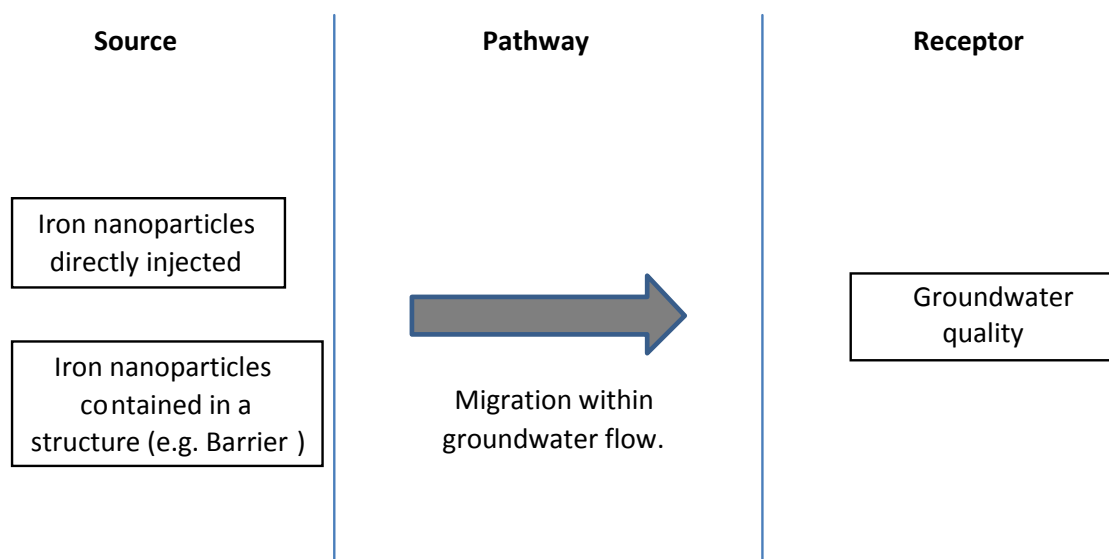 Source
Pathway
Receptor
Iron nanoparticles
directly injected
Iron nanoparticles
contained in a
structure (e.g. Barrier )
Migration within
groundwater flow.
Groundwater
quality